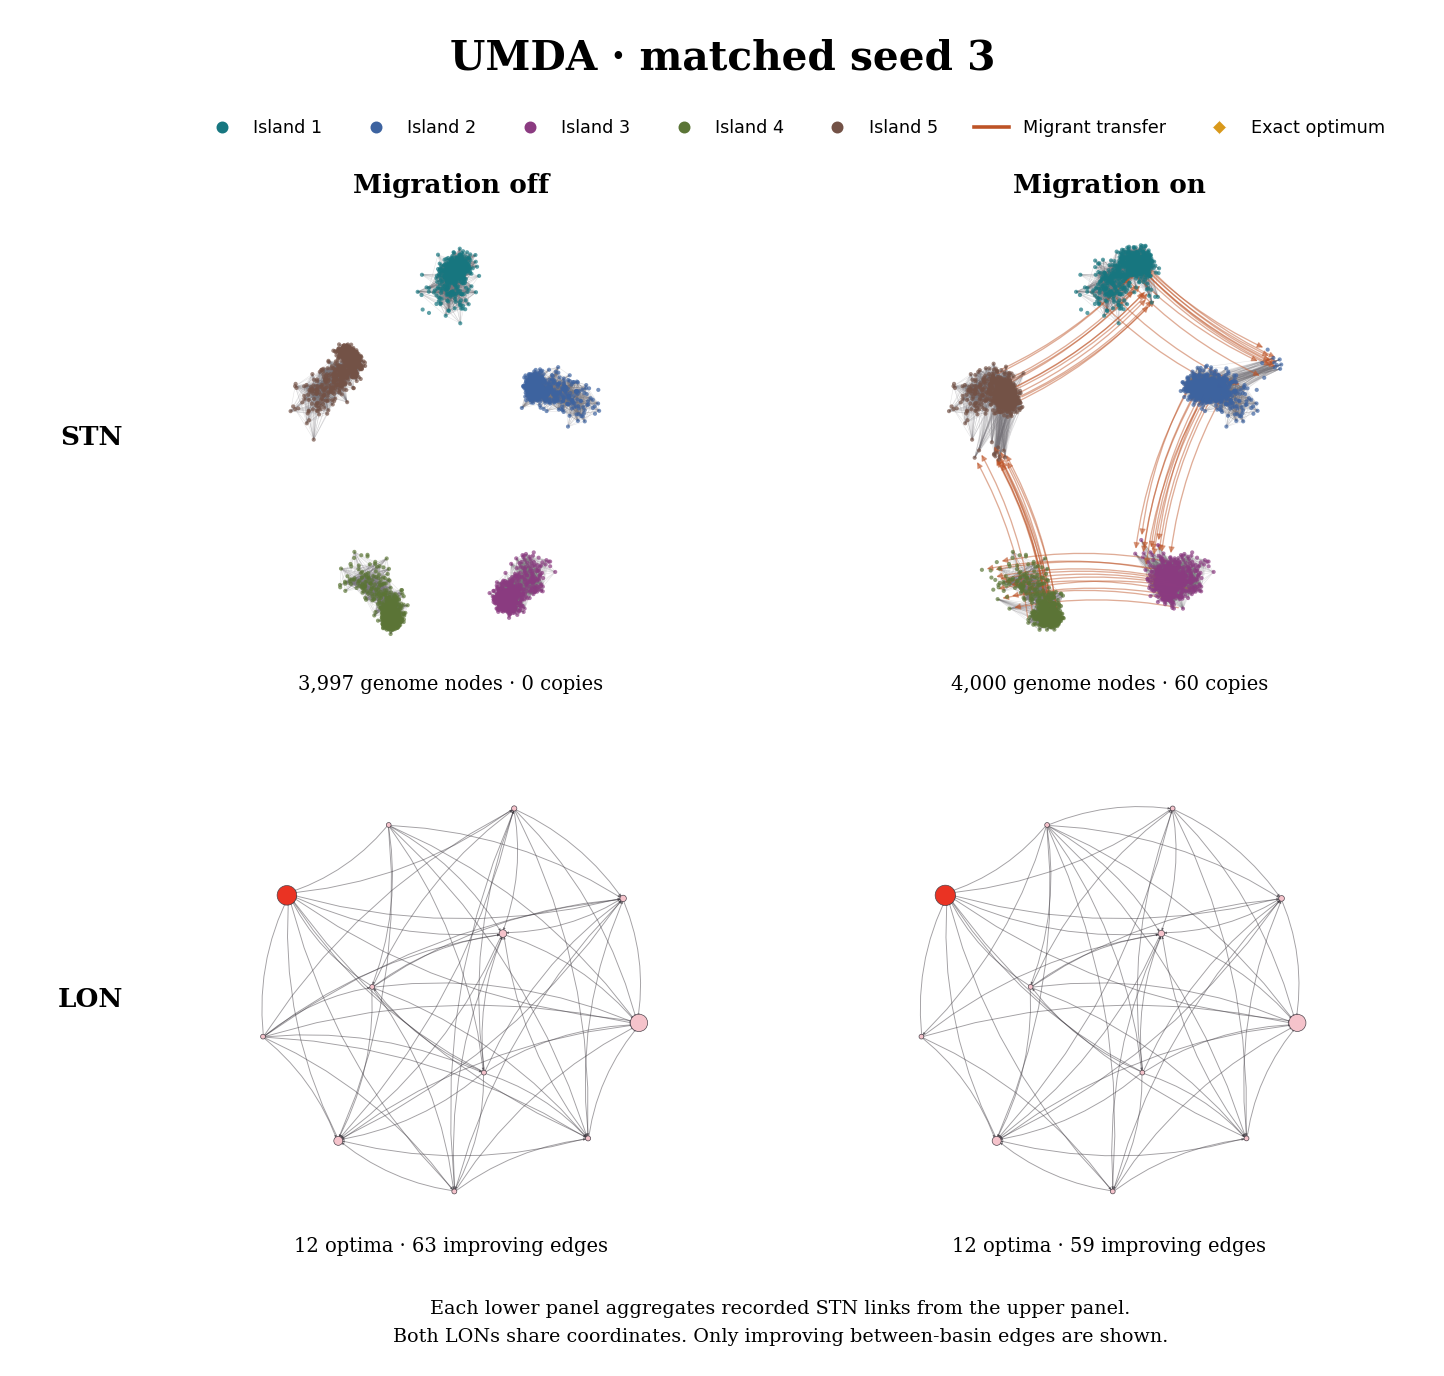 UMDA · matched seed 3
Island 1 Island 2 Island 3 Island 4 Island 5 Migrant transfer Exact optimum
Migration off Migration on
STN
3,997 genome nodes · 0 copies 4,000 genome nodes · 60 copies
LON
12 optima · 63 improving edges 12 optima · 59 improving edges
Each lower panel aggregates recorded STN links from the upper panel.
Both LONs share coordinates. Only improving between-basin edges are shown.